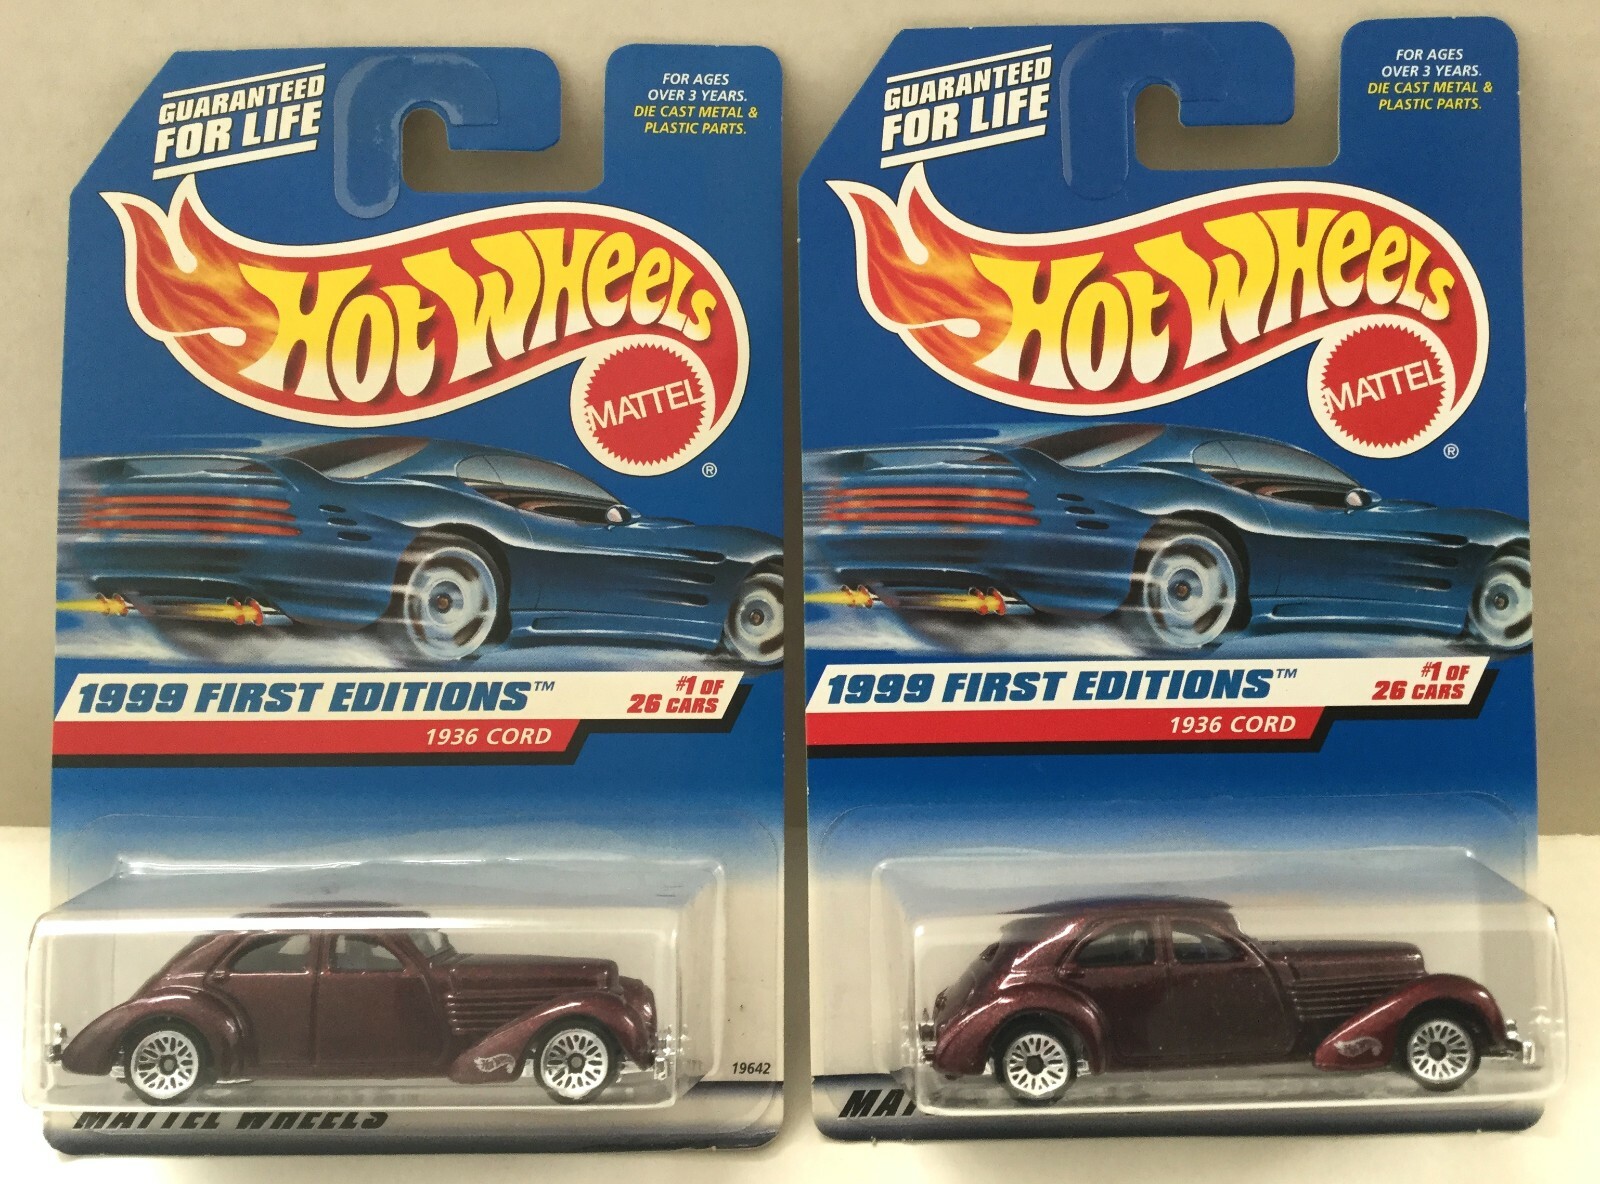 GUARANTEED
FOR LIFE
FOR AGES
OVER 3 YEARS.
DIE CAST METAL &
PLASTIC PARTS.
HOT WHEELS
MATTEL
®
1999 FIRST EDITIONS™
#1 OF
26 CARS
1936 CORD
19642
MATTEL WHEELS
GUARANTEED
FOR LIFE
FOR AGES
OVER 3 YEARS.
DIE CAST METAL &
PLASTIC PARTS.
HOT WHEELS
MATTEL
®
1999 FIRST EDITIONS™
#1 OF
26 CARS
1936 CORD